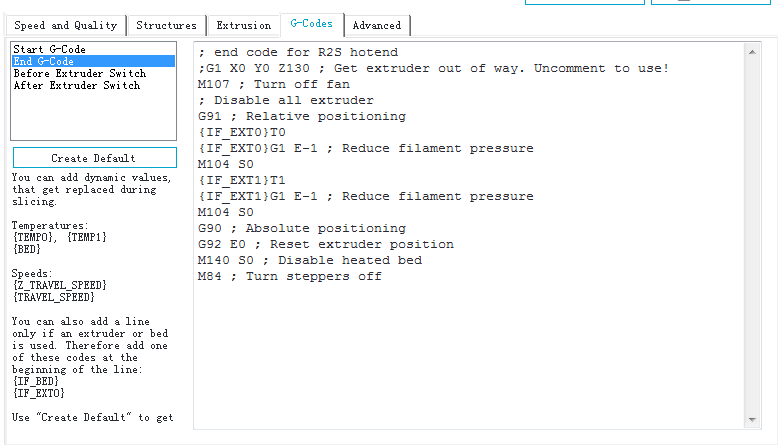 Speed and Quality
Structures
Extrusion
G-Codes
Advanced
Start G-Code
End G-Code
Before Extruder Switch
After Extruder Switch
Create Default
You can add dynamic values,
that get replaced during
slicing.
Temperatures:
{TEMP0}, {TEMP1}
{BED}
Speeds:
{Z_TRAVEL_SPEED}
{TRAVEL_SPEED}
You can also add a line
only if an extruder or bed
is used. Therefore add one
of these codes at the
beginning of the line:
{IF_BED}
{IF_EXT0}
Use "Create Default" to get
; end code for R2S hotend
;G1 X0 Y0 Z130 ; Get extruder out of way. Uncomment to use!
M107 ; Turn off fan
; Disable all extruder
G91 ; Relative positioning
{IF_EXT0}T0
{IF_EXT0}G1 E-1 ; Reduce filament pressure
M104 S0
{IF_EXT1}T1
{IF_EXT1}G1 E-1 ; Reduce filament pressure
M104 S0
G90 ; Absolute positioning
G92 E0 ; Reset extruder position
M140 S0 ; Disable heated bed
M84 ; Turn steppers off